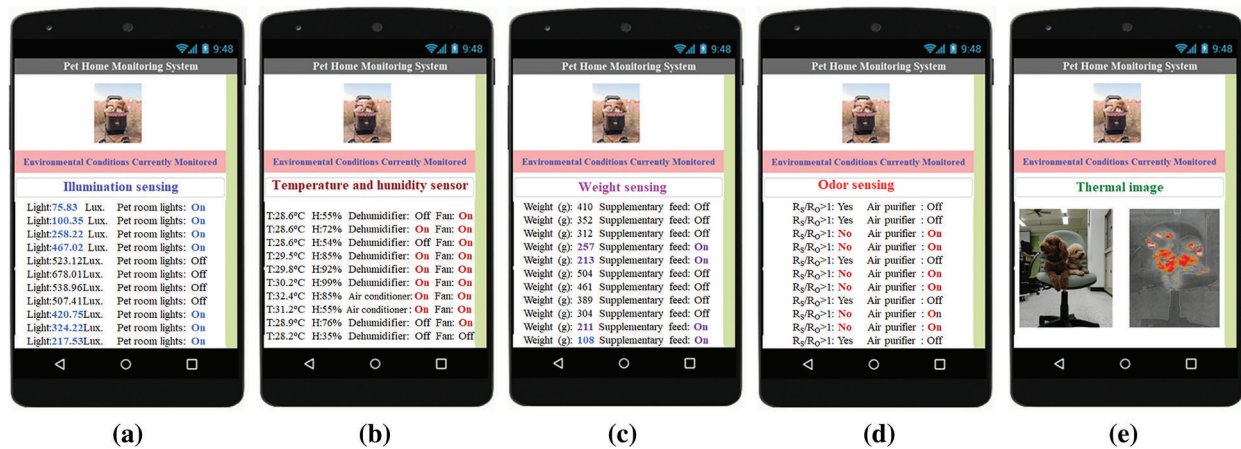 9:48
Pet Home Monitoring System
Environmental Conditions Currently Monitored
Illumination sensing
Light:75.83 Lux. Pet room lights: On
Light:100.35 Lux. Pet room lights: On
Light:258.22 Lux. Pet room lights: On
Light:467.02 Lux. Pet room lights: On
Light:523.12Lux. Pet room lights: Off
Light:678.01Lux. Pet room lights: Off
Light:538.96Lux. Pet room lights: Off
Light:507.41Lux. Pet room lights: Off
Light:420.75Lux. Pet room lights: On
Light:324.22Lux. Pet room lights: On
Light:217.53Lux. Pet room lights: On
(a)
9:48
Pet Home Monitoring System
Environmental Conditions Currently Monitored
Temperature and humidity sensor
T:28.6°C H:55% Dehumidifier: Off Fan: On
T:28.6°C H:72% Dehumidifier: On Fan: On
T:28.6°C H:54% Dehumidifier: Off Fan: On
T:29.5°C H:85% Dehumidifier: On Fan: On
T:29.8°C H:92% Dehumidifier: On Fan: On
T:30.2°C H:99% Dehumidifier: On Fan: On
T:32.4°C H:85% Air conditioner: On Fan: On
T:31.2°C H:55% Air conditioner : On Fan: On
T:28.9°C H:76% Dehumidifier: Off Fan: On
T:28.2°C H:35% Dehumidifier: Off Fan: Off
(b)
9:48
Pet Home Monitoring System
Environmental Conditions Currently Monitored
Weight sensing
Weight (g): 410 Supplementary feed: Off
Weight (g): 352 Supplementary feed: Off
Weight (g): 312 Supplementary feed: Off
Weight (g): 257 Supplementary feed: On
Weight (g): 213 Supplementary feed: On
Weight (g): 504 Supplementary feed: Off
Weight (g): 461 Supplementary feed: Off
Weight (g): 389 Supplementary feed: Off
Weight (g): 304 Supplementary feed: Off
Weight (g): 211 Supplementary feed: On
Weight (g): 108 Supplementary feed: On
(c)
9:48
Pet Home Monitoring System
Environmental Conditions Currently Monitored
Odor sensing
RS/RO>1: Yes Air purifier : Off
RS/RO>1: No Air purifier : On
RS/RO>1: No Air purifier : On
RS/RO>1: No Air purifier : On
RS/RO>1: Yes Air purifier : Off
RS/RO>1: No Air purifier : On
RS/RO>1: No Air purifier : On
RS/RO>1: Yes Air purifier : Off
RS/RO>1: No Air purifier : On
RS/RO>1: No Air purifier : On
RS/RO>1: Yes Air purifier : Off
(d)
9:48
Pet Home Monitoring System
Environmental Conditions Currently Monitored
Thermal image
(e)